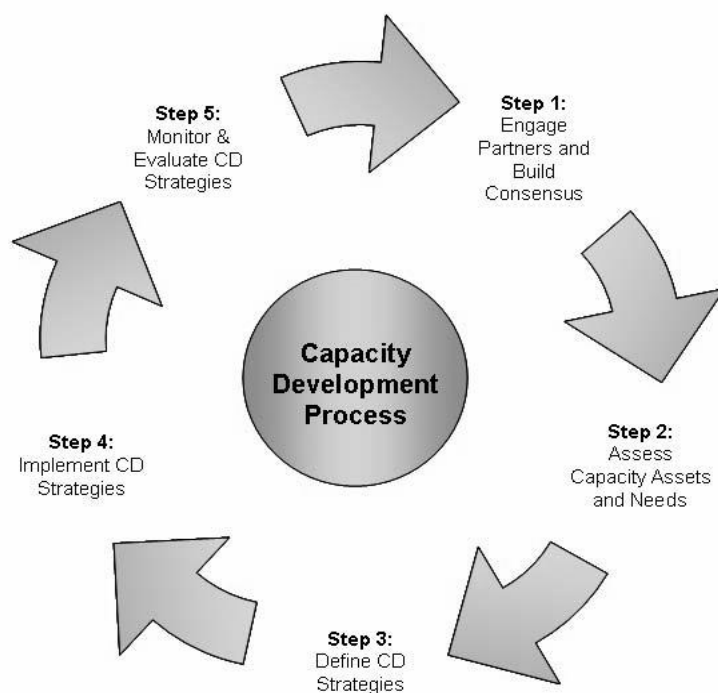 Step 1:
Engage
Partners and
Build
Consensus
Step 2:
Assess
Capacity Assets
and Needs
Step 3:
Define CD
Strategies
Step 4:
Implement CD
Strategies
Step 5:
Monitor &
Evaluate CD
Strategies
Capacity
Development
Process